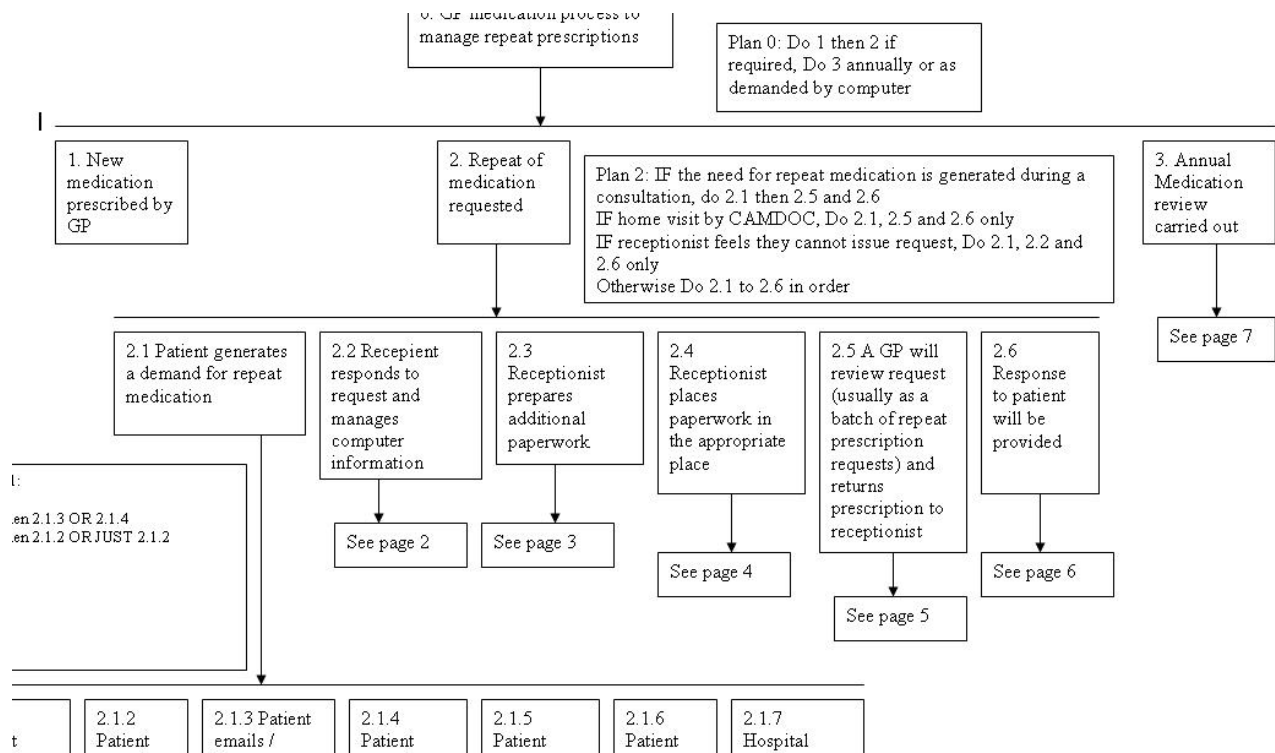 0. GP medication process to
manage repeat prescriptions
Plan 0: Do 1 then 2 if
required, Do 3 annually or as
demanded by computer
1. New
medication
prescribed by
GP
2. Repeat of
medication
requested
Plan 2: IF the need for repeat medication is generated during a
consultation, do 2.1 then 2.5 and 2.6
IF home visit by CAMDOC, Do 2.1, 2.5 and 2.6 only
IF receptionist feels they cannot issue request, Do 2.1, 2.2 and
2.6 only
Otherwise Do 2.1 to 2.6 in order
3. Annual
Medication
review
carried out
See page 7
2.1 Patient generates
a demand for repeat
medication
2.2 Recepient
responds to
request and
manages
computer
information
See page 2
2.3
Receptionist
prepares
additional
paperwork
See page 3
2.4
Receptionist
places
paperwork in
the appropriate
place
See page 4
2.5 A GP will
review request
(usually as a
batch of repeat
prescription
requests) and
returns
prescription to
receptionist
See page 5
2.6
Response
to patient
will be
provided
See page 6
1:
en 2.1.3 OR 2.1.4
en 2.1.2 OR JUST 2.1.2
t
2.1.2
Patient
2.1.3 Patient
emails /
2.1.4
Patient
2.1.5
Patient
2.1.6
Patient
2.1.7
Hospital